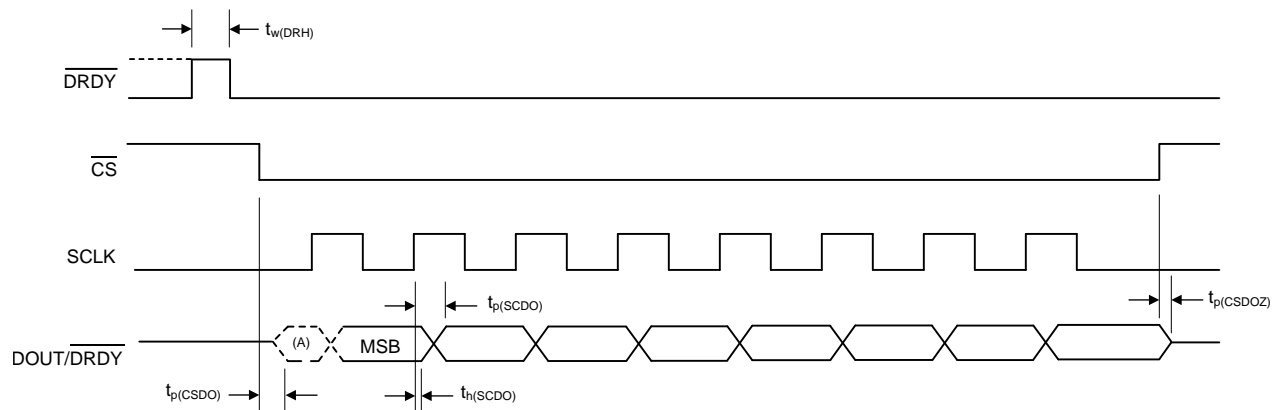 tw(DRH)
DRDY
CS
SCLK
tp(SCDO)
tp(CSDOZ)
(A)
MSB
DOUT/DRDY
tp(CSDO)
th(SCDO)